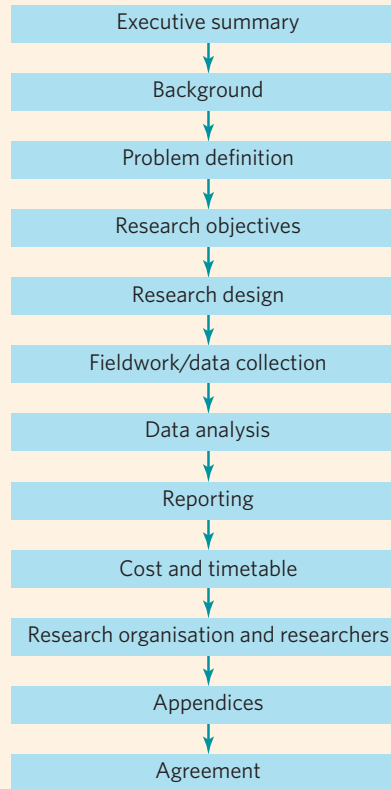 Executive summary
Background
Problem definition
Research objectives
Research design
Fieldwork/data collection
Data analysis
Reporting
Cost and timetable
Research organisation and researchers
Appendices
Agreement